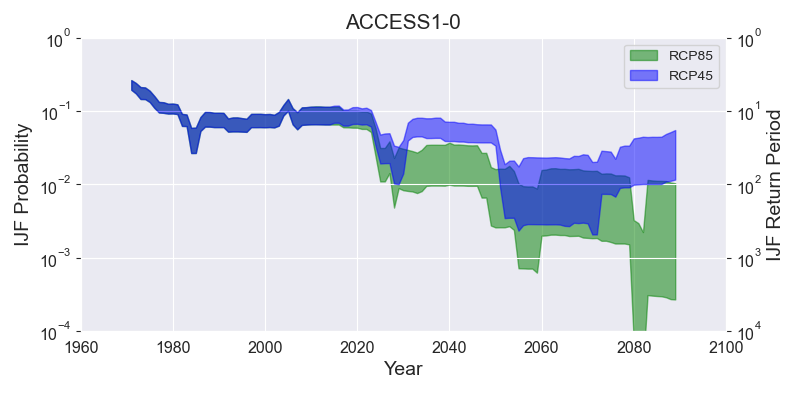 ACCESS1-0
IJF Probability
10^0
10^-1
10^-2
10^-3
10^-4
RCP85
RCP45
10^0
10^1
10^2
10^3
10^4
IJF Return Period
1960 1980 2000 2020 2040 2060 2080 2100
Year